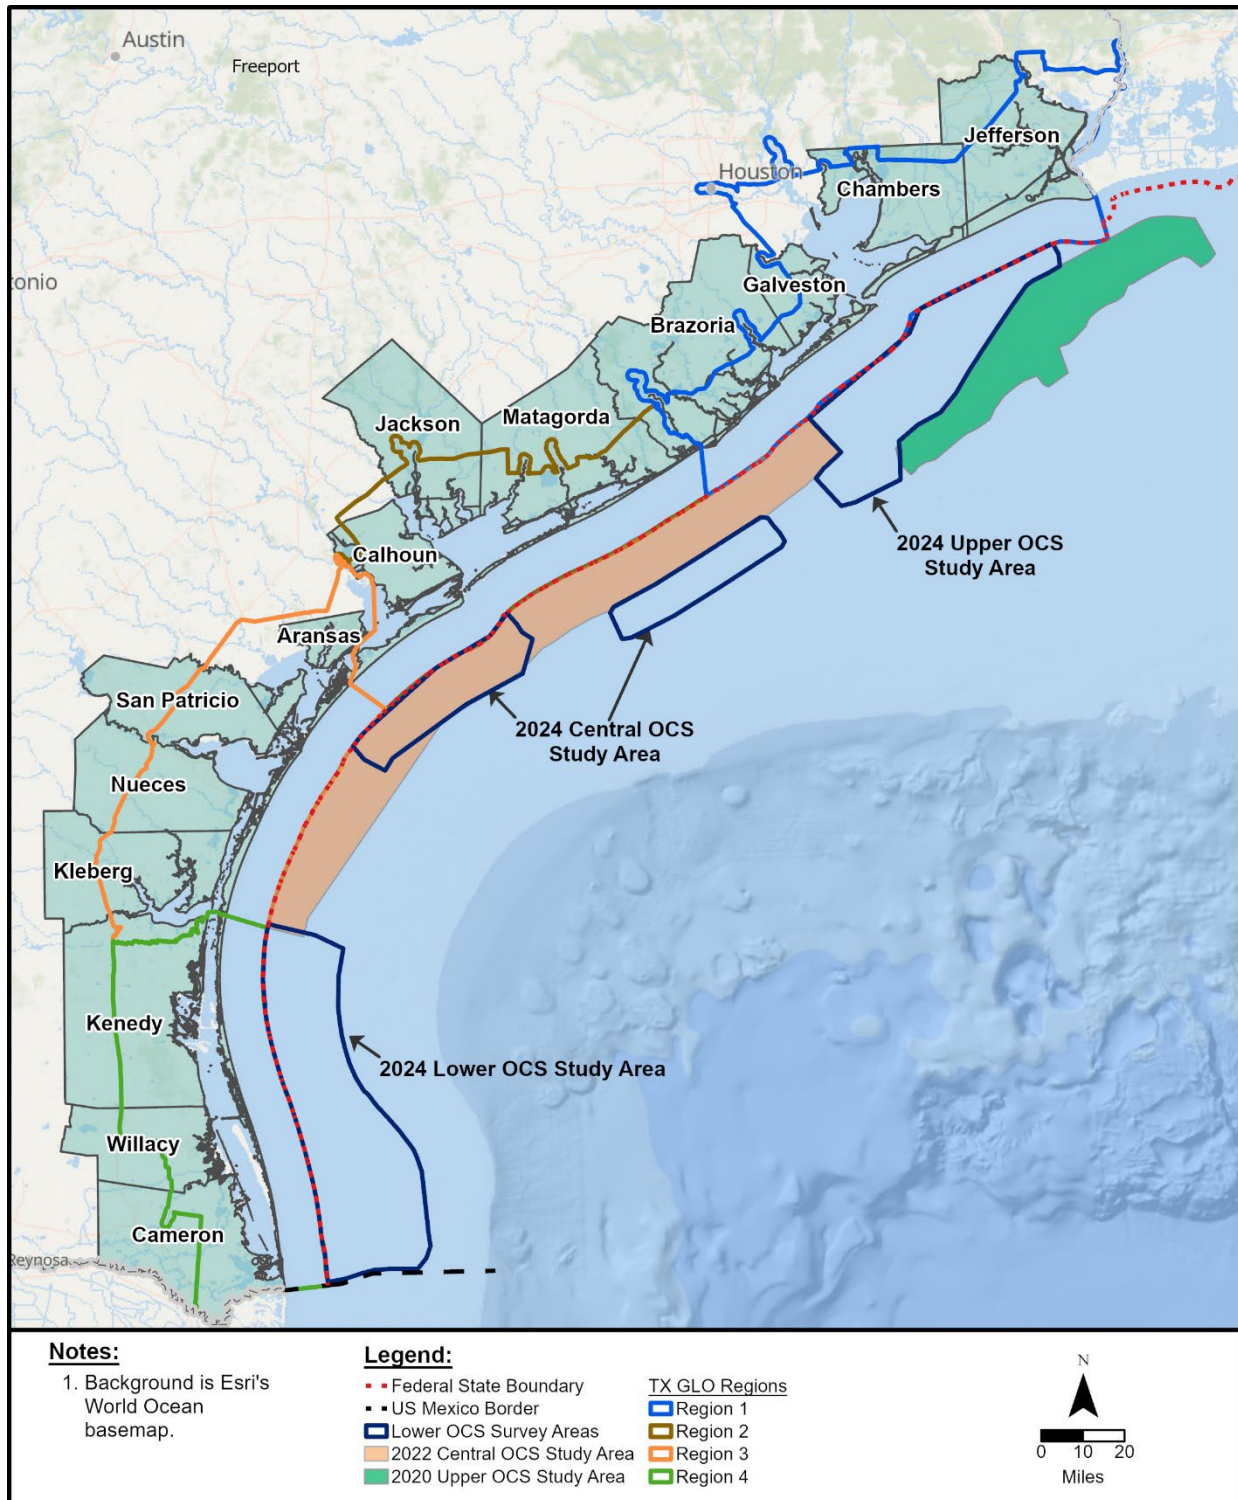 Austin
Freeport
Jefferson
Houston
Chambers
onio
Galveston
Brazoria
Jackson
Matagorda
2024 Upper OCS
Study Area
Calhoun
Aransas
San Patricio
2024 Central OCS
Study Area
Nueces
Kleberg
Kenedy
2024 Lower OCS Study Area
Willacy
Cameron
Reynosa
Notes:
1. Background is Esri's
World Ocean
basemap.
Legend:
Federal State Boundary
US Mexico Border
Lower OCS Survey Areas
2022 Central OCS Study Area
2020 Upper OCS Study Area
TX GLO Regions
Region 1
Region 2
Region 3
Region 4
N
0 10 20
Miles